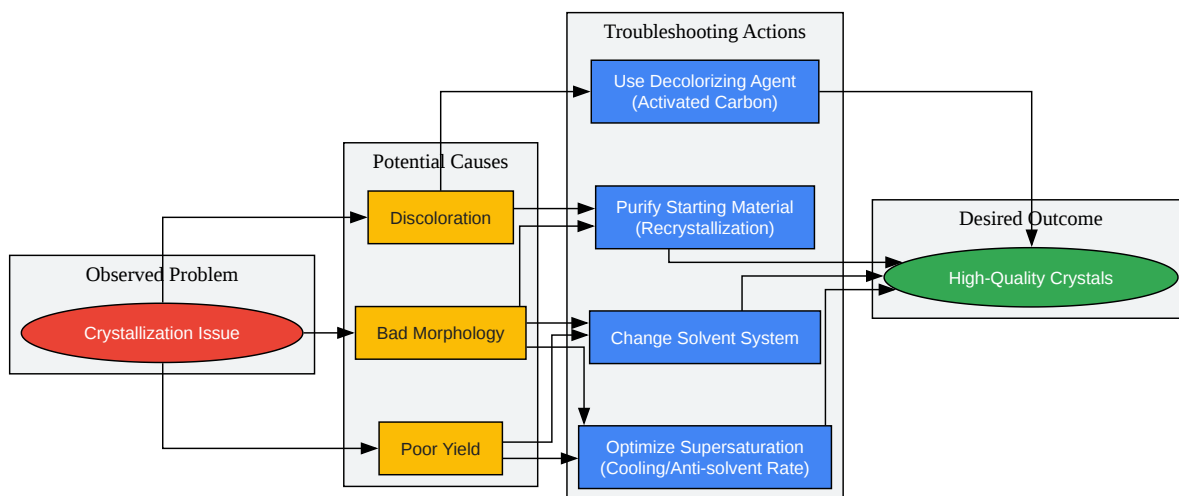 Observed Problem
Crystallization Issue
Potential Causes
Discoloration
Bad Morphology
Poor Yield
Troubleshooting Actions
Use Decolorizing Agent
(Activated Carbon)
Purify Starting Material
(Recrystallization)
Change Solvent System
Optimize Supersaturation
(Cooling/Anti-solvent Rate)
Desired Outcome
High-Quality Crystals